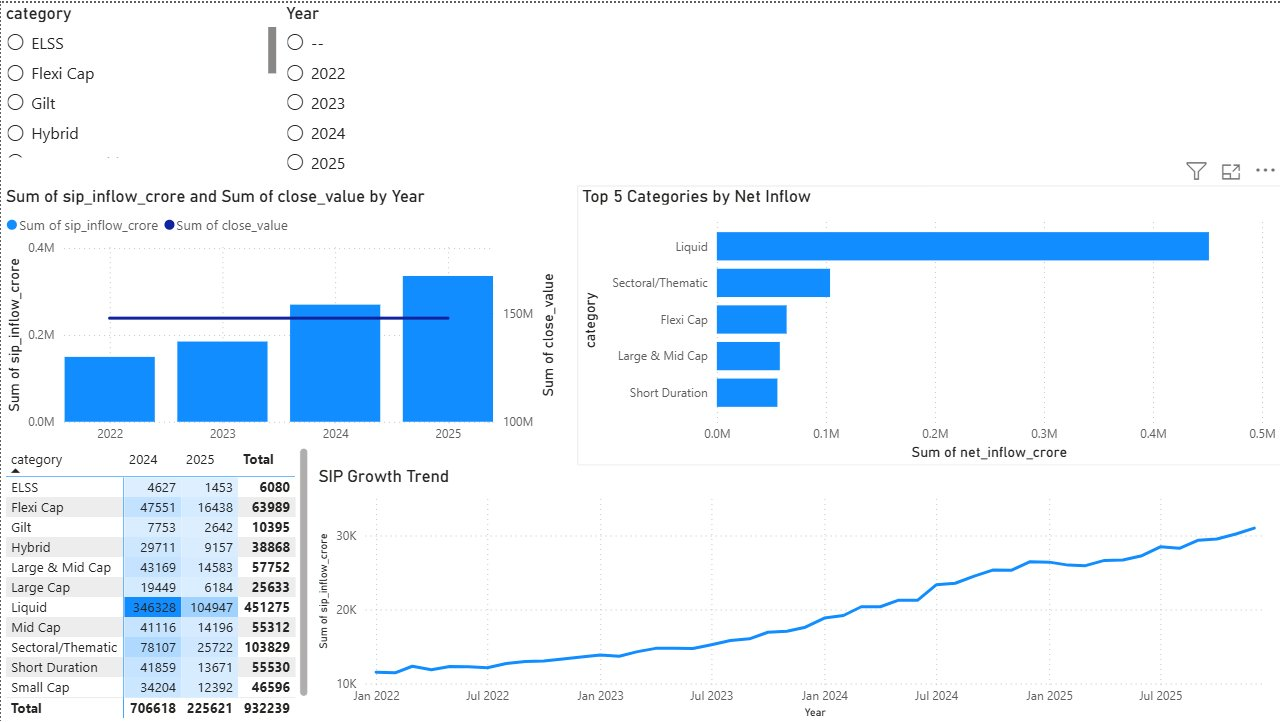 category
ELSS
Flexi Cap
Gilt
Hybrid
Year
--
2022
2023
2024
2025
Sum of sip_inflow_crore and Sum of close_value by Year
Sum of sip_inflow_crore Sum of close_value
Sum of sip_inflow_crore
0.4M
0.2M
0.0M
2022 2023 2024 2025
150M
100M
Sum of close_value
Top 5 Categories by Net Inflow
category
Liquid
Sectoral/Thematic
Flexi Cap
Large & Mid Cap
Short Duration
0.0M 0.1M 0.2M 0.3M 0.4M 0.5M
Sum of net_inflow_crore
category 2024 2025 Total
ELSS 4627 1453 6080
Flexi Cap 47551 16438 63989
Gilt 7753 2642 10395
Hybrid 29711 9157 38868
Large & Mid Cap 43169 14583 57752
Large Cap 19449 6184 25633
Liquid 346328 104947 451275
Mid Cap 41116 14196 55312
Sectoral/Thematic 78107 25722 103829
Short Duration 41859 13671 55530
Small Cap 34204 12392 46596
Total 706618 225621 932239
SIP Growth Trend
Sum of sip_inflow_crore
30K
20K
10K
Jan 2022 Jul 2022 Jan 2023 Jul 2023 Jan 2024 Jul 2024 Jan 2025 Jul 2025
Year